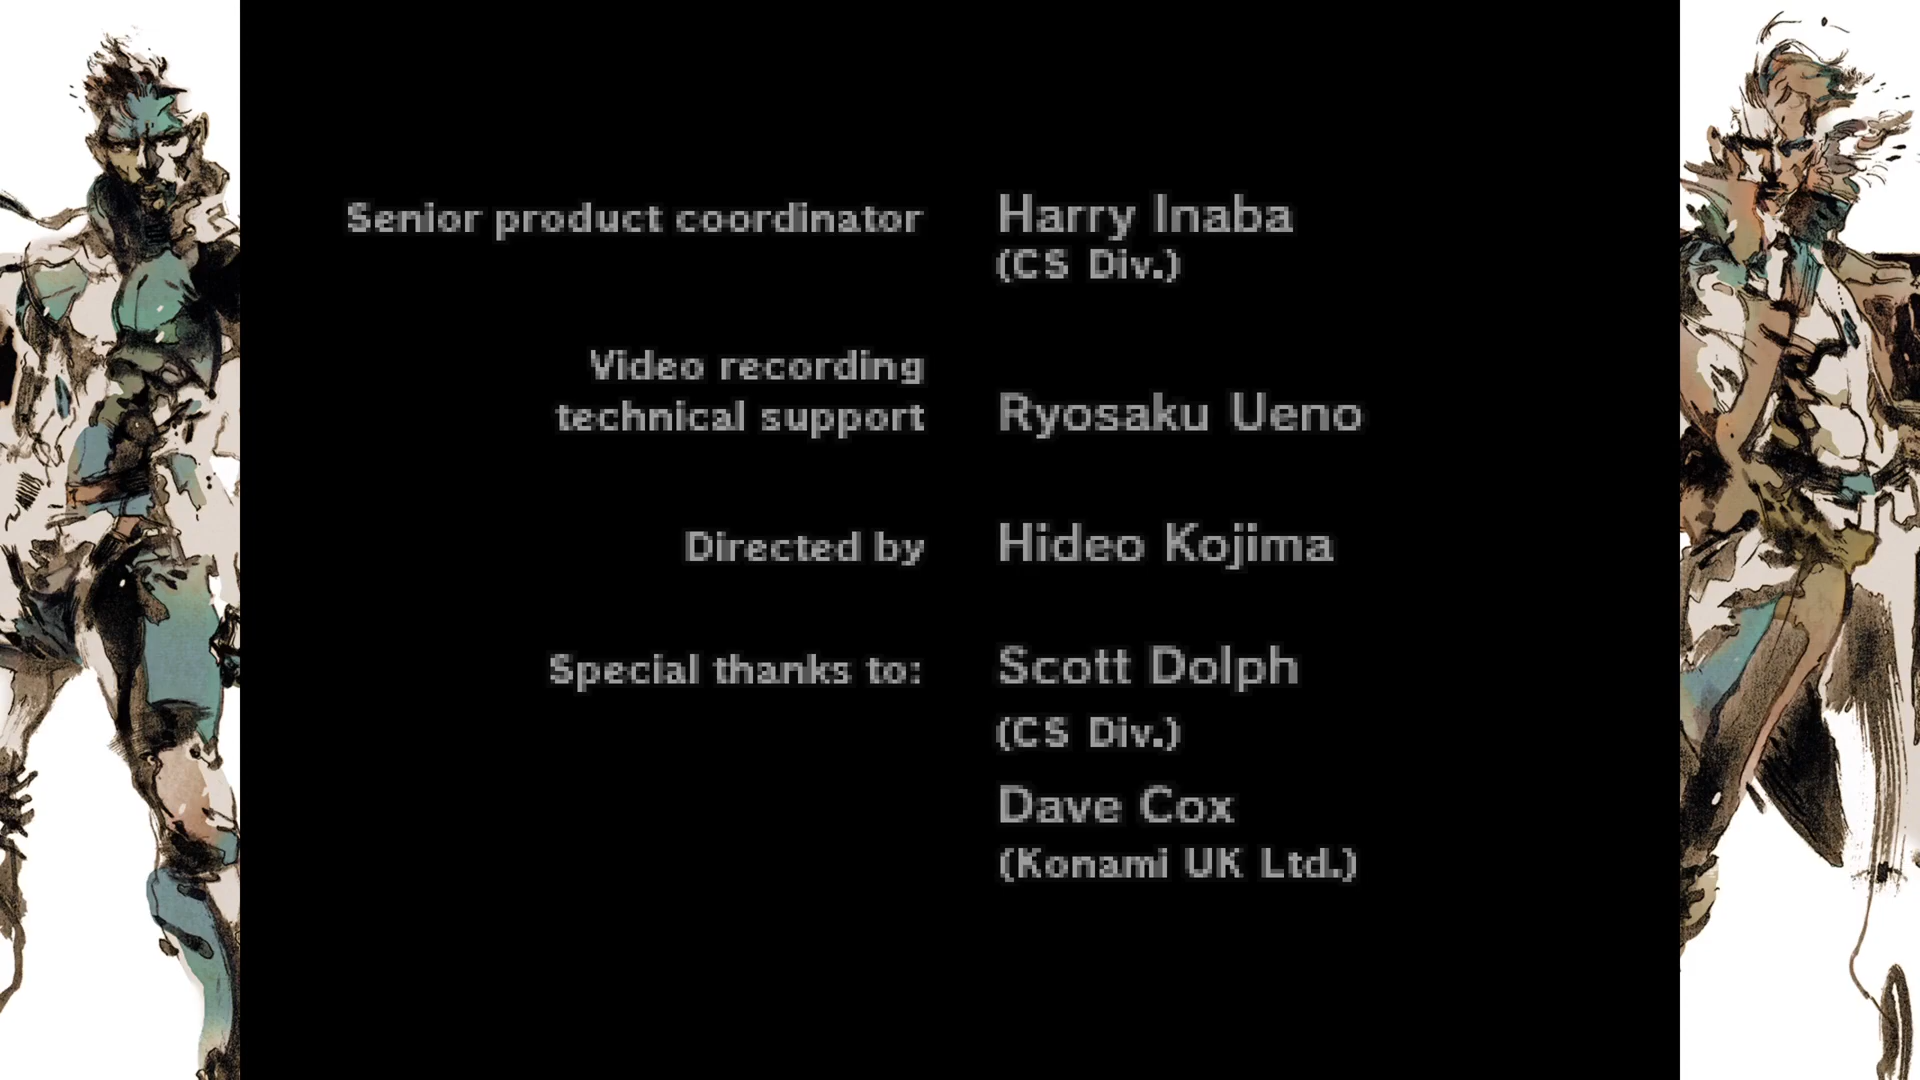 Senior product coordinator Harry Inaba
(CS Div.)
Video recording
technical support Ryosaku Ueno
Directed by Hideo Kojima
Special thanks to: Scott Dolph
(CS Div.)
Dave Cox
(Konami UK Ltd.)